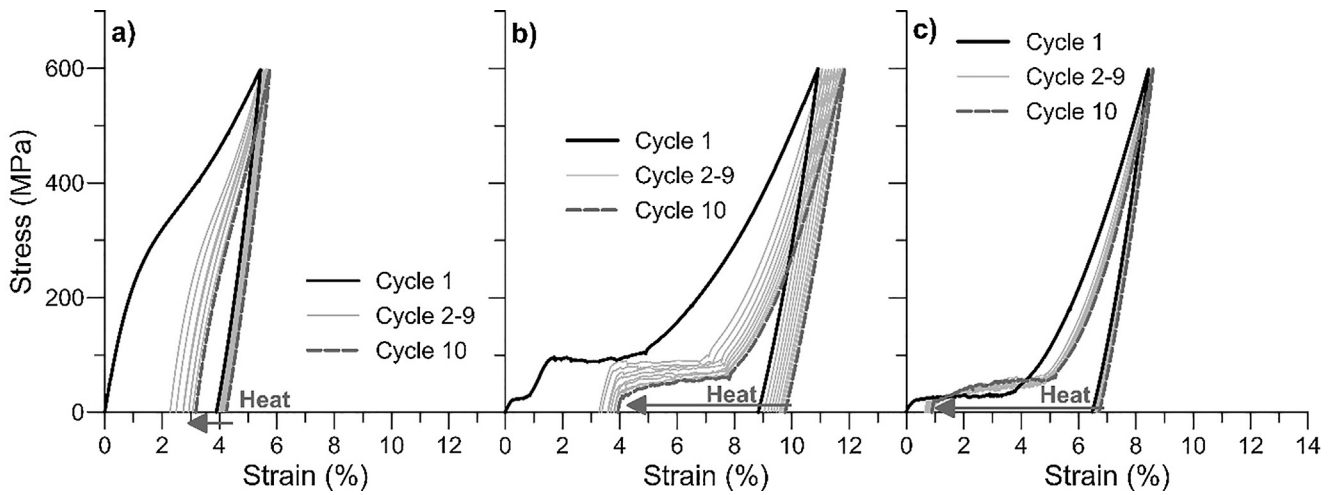 a)
b)
c)
Cycle 1
Cycle 2-9
Cycle 10
Cycle 1
Cycle 2-9
Cycle 10
Cycle 1
Cycle 2-9
Cycle 10
Heat
Heat
Heat
600
400
200
0
Stress (MPa)
0 2 4 6 8 10 12
0 2 4 6 8 10 12
0 2 4 6 8 10 12 14
Strain (%)
Strain (%)
Strain (%)